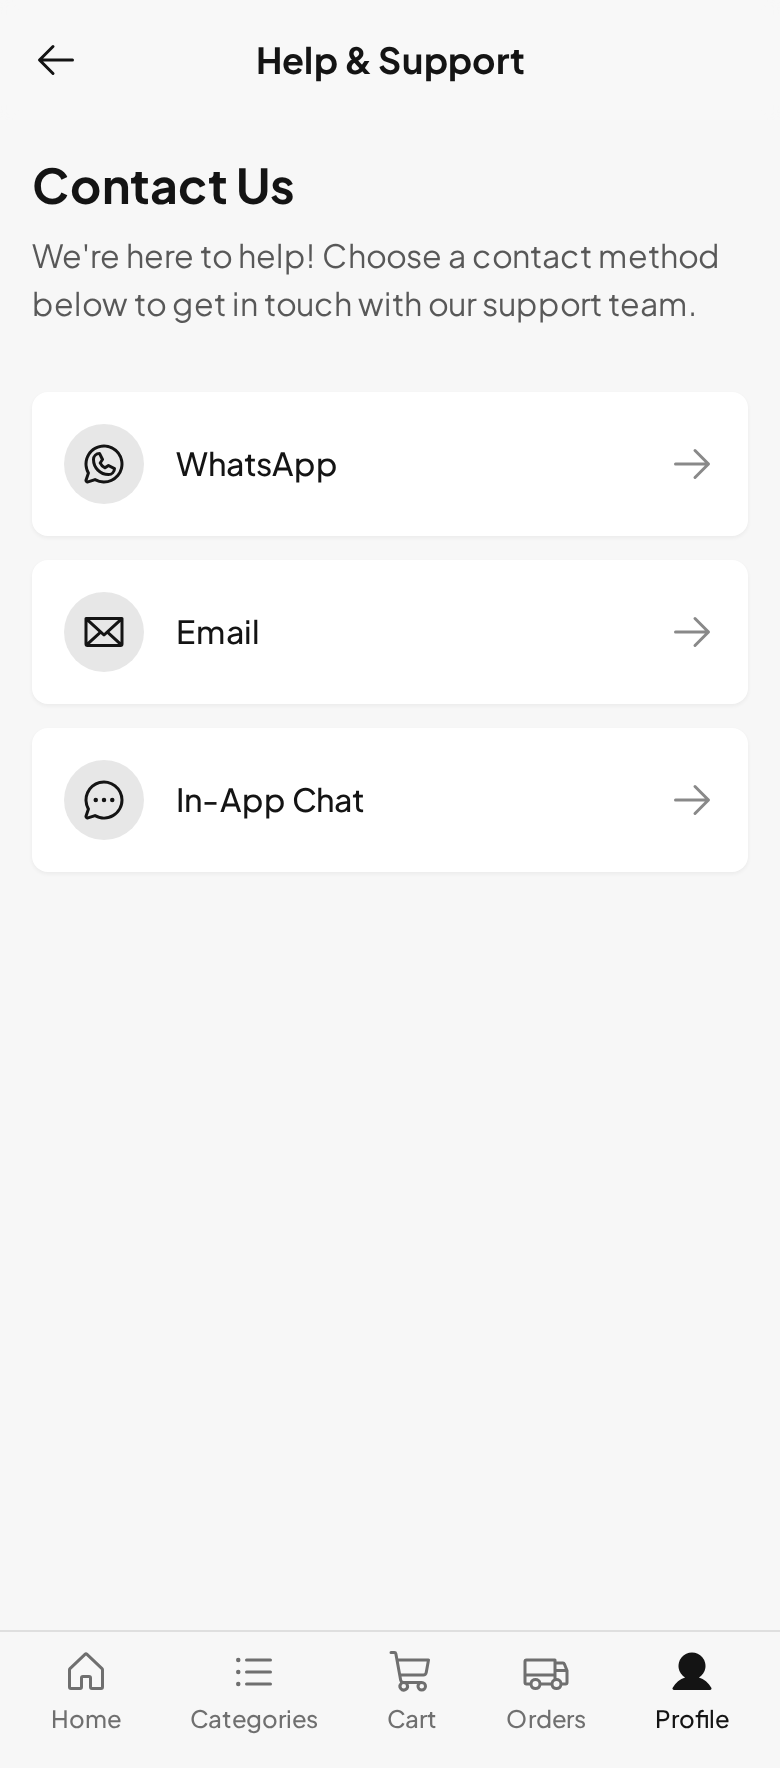 Help & Support
Contact Us
We're here to help! Choose a contact method
below to get in touch with our support team.
WhatsApp
Email
In-App Chat
Home
Categories
Cart
Orders
Profile